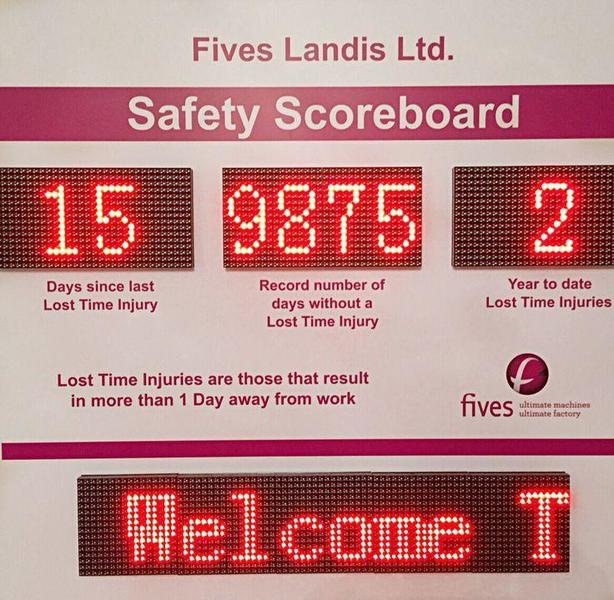 Fives Landis Ltd.
Safety Scoreboard
15
9875
2
Days since last
Lost Time Injury
Record number of
days without a
Lost Time Injury
Year to date
Lost Time Injuries
Lost Time Injuries are those that result
in more than 1 Day away from work
f
fives
ultimate machines
ultimate factory
Welcome T